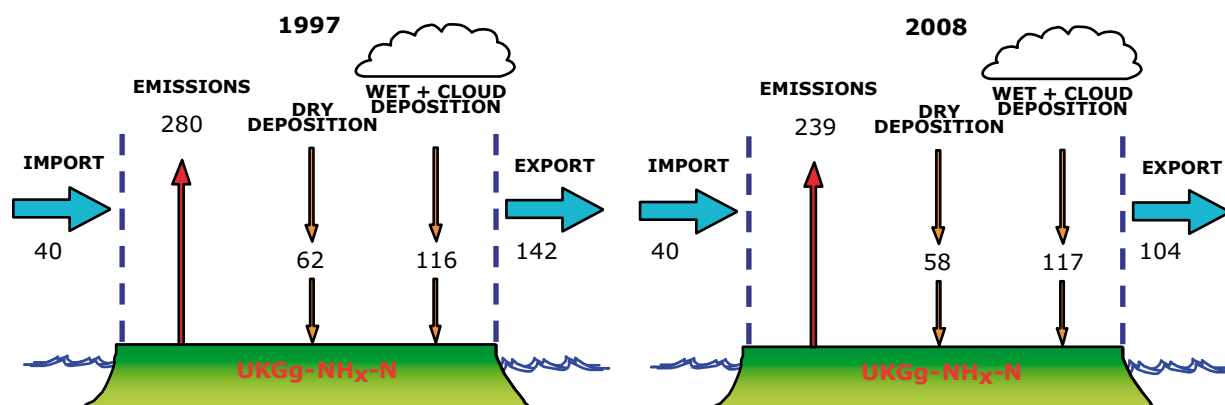 1997
EMISSIONS
280
DRY
DEPOSITION
WET + CLOUD
DEPOSITION
IMPORT
40
62
116
EXPORT
142
UKGg-NHx-N
2008
EMISSIONS
239
DRY
DEPOSITION
WET + CLOUD
DEPOSITION
IMPORT
40
58
117
EXPORT
104
UKGg-NHx-N